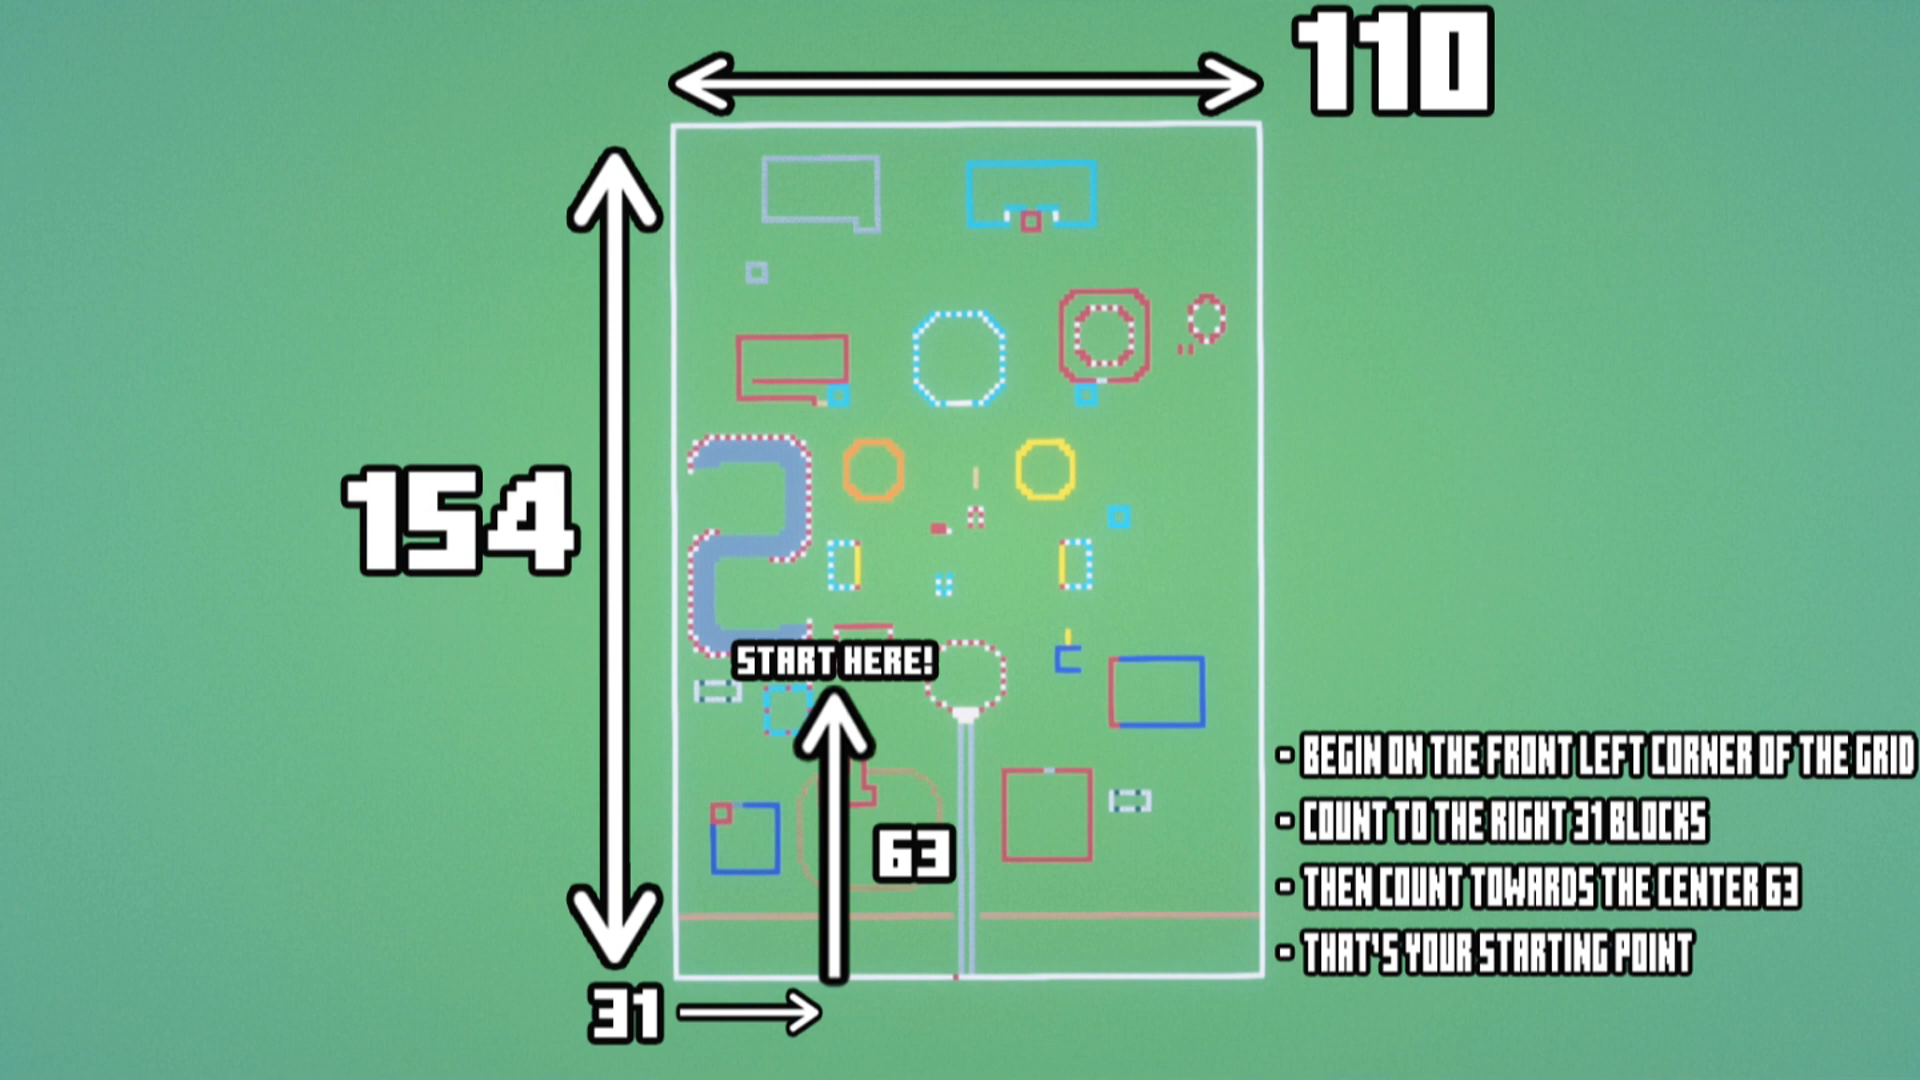 110
154
START HERE!
63
31
- BEGIN ON THE FRONT LEFT CORNER OF THE GRID
- COUNT TO THE RIGHT 31 BLOCKS
- THEN COUNT TOWARDS THE CENTER 63
- THAT'S YOUR STARTING POINT